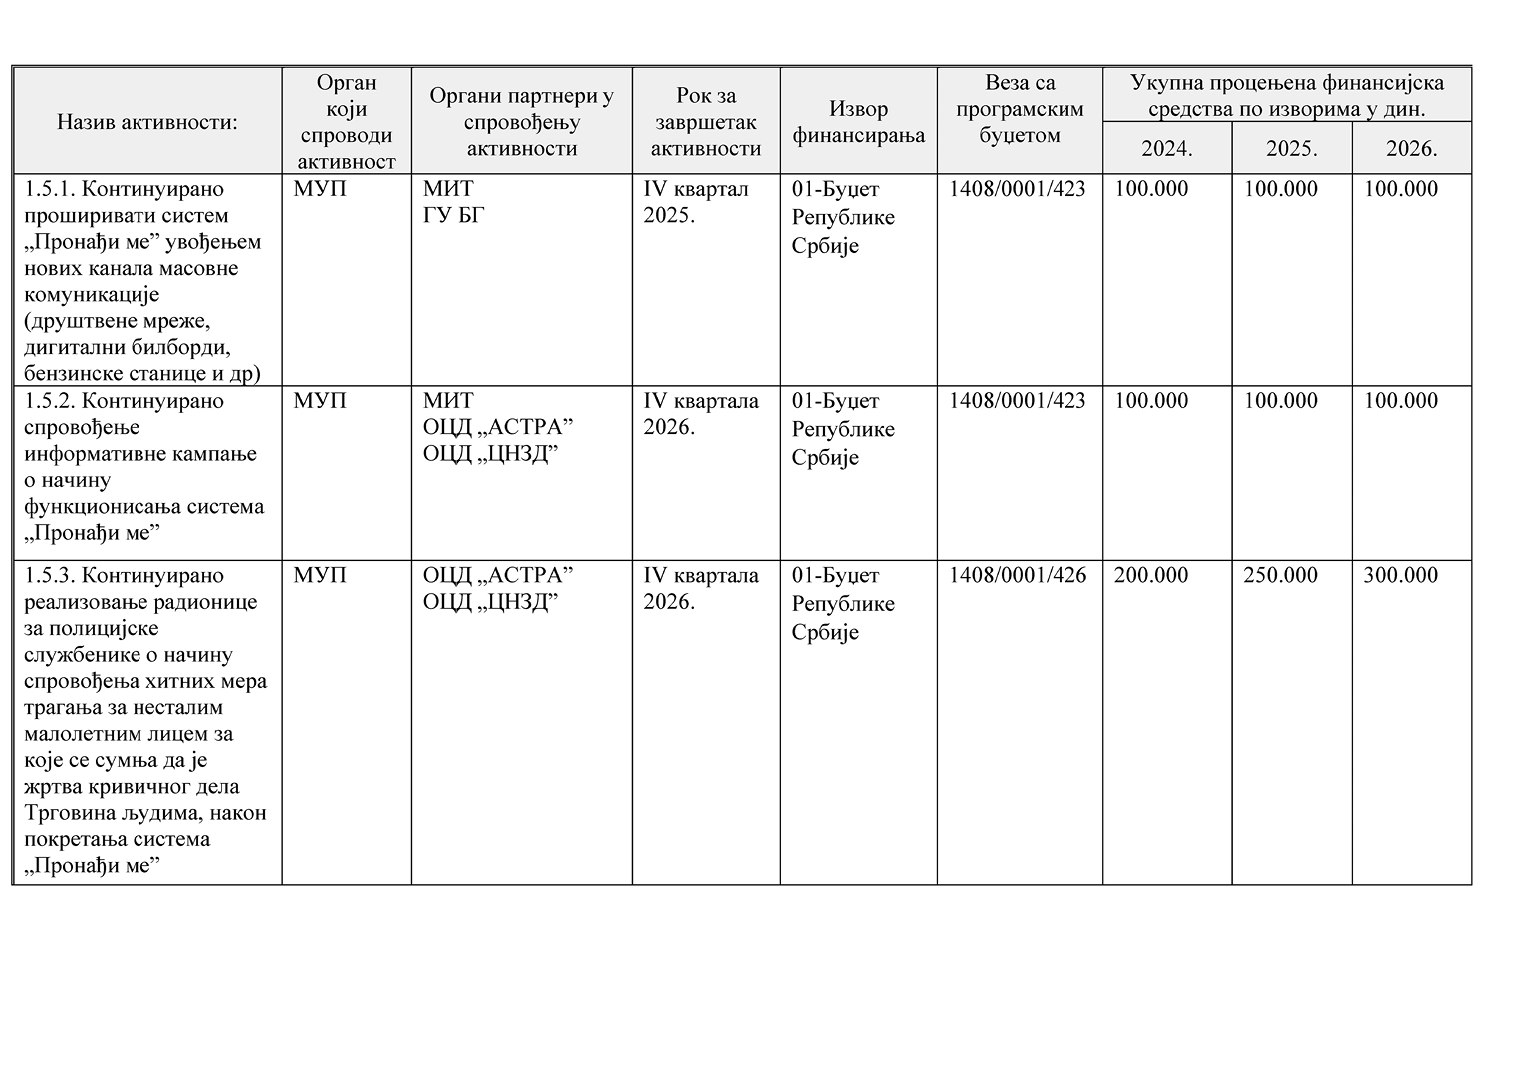 Назив активности:
Орган
који
спроводи
активност
Органи партнери у
спровођењу
активности
Рок за
завршетак
активности
Извор
финансирања
Веза са
програмским
буџетом
Укупна процењена финансијска
средства по изворима у дин.
2024.
2025.
2026.
1.5.1. Континуирано
проширивати систем
„Пронађи ме” увођењем
нових канала масовне
комуникације
(друштвене мреже,
дигитални билборди,
бензинске станице и др)
МУП
МИТ
ГУ БГ
IV квартал
2025.
01-Буџет
Републике
Србије
1408/0001/423
100.000
100.000
100.000
1.5.2. Континуирано
спровођење
информативне кампање
о начину
функционисања система
„Пронађи ме”
МУП
МИТ
ОЦД „АСТРА”
ОЦД „ЦНЗД”
IV квартала
2026.
01-Буџет
Републике
Србије
1408/0001/423
100.000
100.000
100.000
1.5.3. Континуирано
реализовање радионице
за полицијске
службенике о начину
спровођења хитних мера
трагања за несталим
малолетним лицем за
које се сумња да је
жртва кривичног дела
Трговина људима, након
покретања система
„Пронађи ме”
МУП
ОЦД „АСТРА”
ОЦД „ЦНЗД”
IV квартала
2026.
01-Буџет
Републике
Србије
1408/0001/426
200.000
250.000
300.000